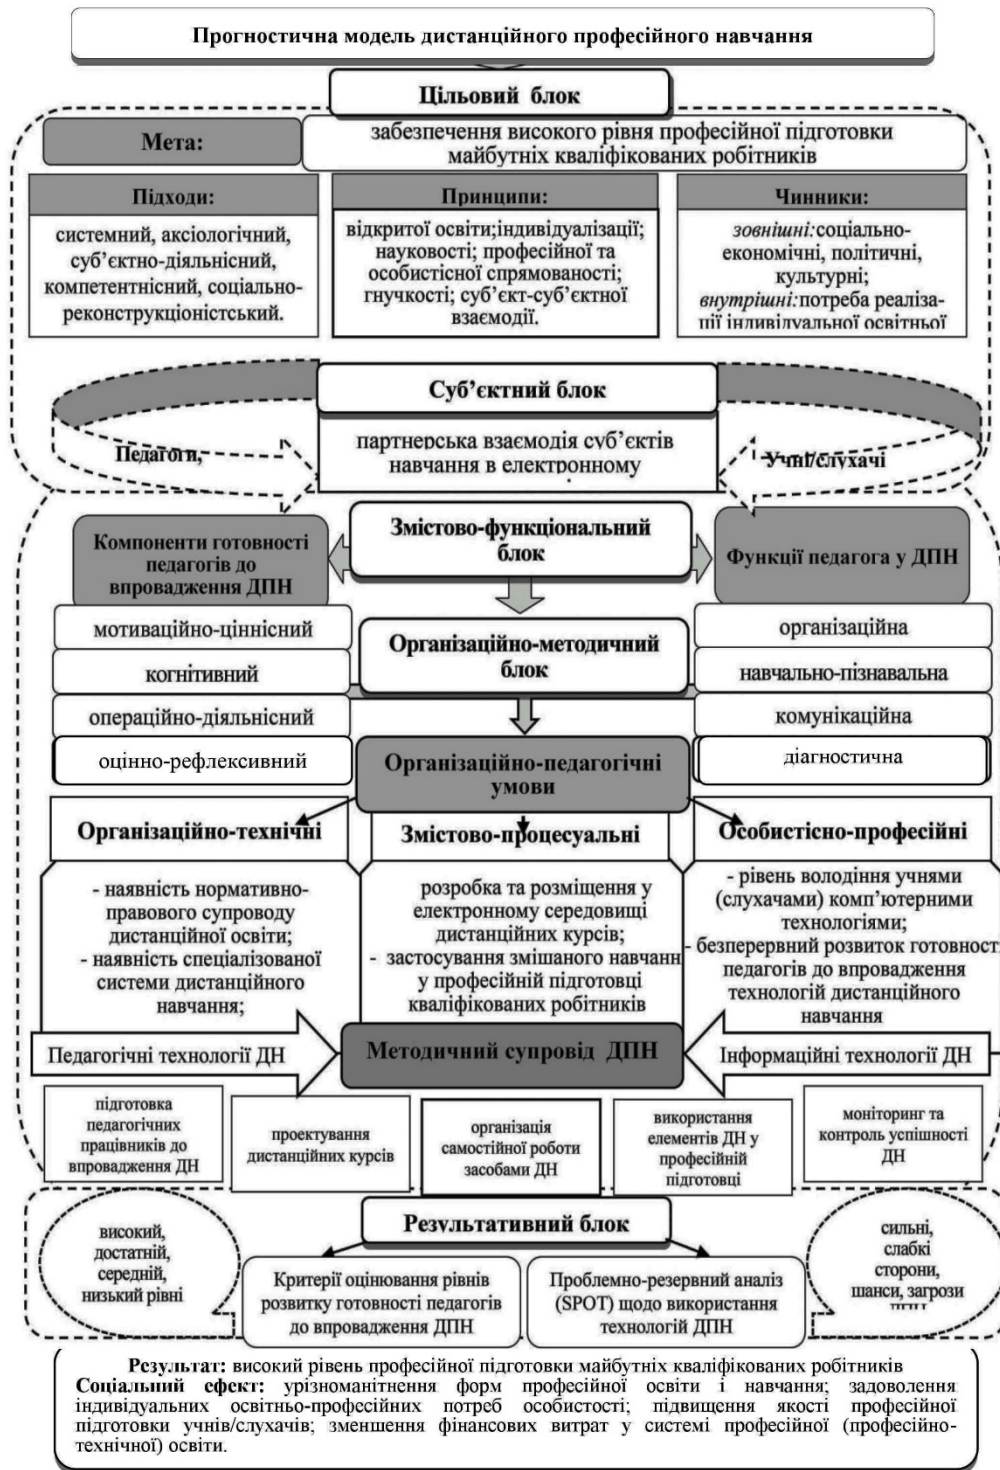 Прогностична модель дистанційного професійного навчання
Цільовий блок
Мета:
забезпечення високого рівня професійної підготовки
майбутніх кваліфікованих робітників
Підходи:
системний, аксіологічний,
суб’єктно-діяльнісний,
компетентнісний, соціально-
реконструкціоністський.
Принципи:
відкритої освіти;індивідуалізації;
науковості; професійної та
особистісної спрямованості;
гнучкості; суб’єкт-суб’єктної
взаємодії.
Чинники:
зовнішні:соціально-
економічні, політичні,
культурні;
внутрішні:потреба реаліза-
ції індивідуальної освітньої
Суб’єктний блок
партнерська взаємодія суб’єктів
навчання в електронному
Педагоги,
Учні/слухачі
Змістово-функціональний
блок
Компоненти готовності
педагогів до
впровадження ДПН
мотиваційно-ціннісний
когнітивний
операційно-діяльнісний
оцінно-рефлексивний
Функції педагога у ДПН
організаційна
навчально-пізнавальна
комунікаційна
діагностична
Організаційно-методичний
блок
Організаційно-педагогічні
умови
Організаційно-технічні
- наявність нормативно-
правового супроводу
дистанційної освіти;
- наявність спеціалізованої
системи дистанційного
навчання;
Змістово-процесуальні
розробка та розміщення у
електронному середовищі
дистанційних курсів;
- застосування змішаного навчанн
у професійній підготовці
кваліфікованих робітників
Особистісно-професійні
- рівень володіння учнями
(слухачами) комп’ютерними
технологіями;
- безперервний розвиток готовності
педагогів до впровадження
технологій дистанційного
навчання
Педагогічні технології ДН
Методичний супровід ДПН
Інформаційні технології ДН
підготовка
педагогічних
працівників до
впровадження ДН
проектування
дистанційних курсів
організація
самостійної роботи
засобами ДН
використання
елементів ДН у
професійній
підготовці
моніторинг та
контроль успішності
ДН
Результативний блок
високий,
достатній,
середній,
низький рівні
Критерії оцінювання рівнів
розвитку готовності педагогів
до впровадження ДПН
Проблемно-резервний аналіз
(SPOT) щодо використання
технологій ДПН
сильні,
слабкі
сторони,
шанси, загрози
Результат: високий рівень професійної підготовки майбутніх кваліфікованих робітників
Соціальний ефект: урізноманітнення форм професійної освіти і навчання; задоволення
індивідуальних освітньо-професійних потреб особистості; підвищення якості професійної
підготовки учнів/слухачів; зменшення фінансових витрат у системі професійної (професійно-
технічної) освіти.